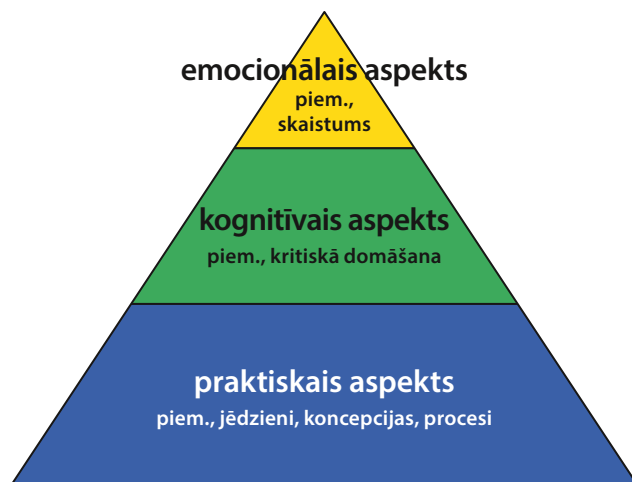 emocionālais aspekts
piem.,
skaistums
kognitīvais aspekts
piem., kritiskā domāšana
praktiskais aspekts
piem., jēdzieni, koncepcijas, procesi